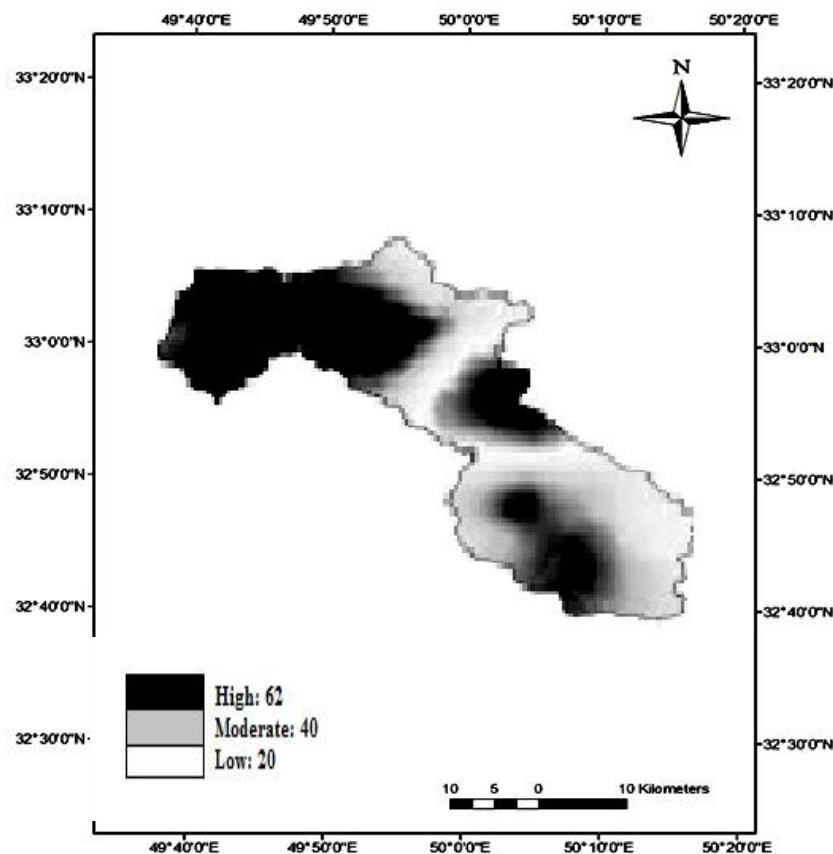 49°40'0"E 49°50'0"E 50°0'0"E 50°10'0"E 50°20'0"E
33°20'0"N 33°20'0"N
N
33°10'0"N 33°10'0"N
33°0'0"N 33°0'0"N
32°50'0"N 32°50'0"N
32°40'0"N 32°40'0"N
High: 62
Moderate: 40
Low: 20
32°30'0"N 32°30'0"N
10 5 0 10 Kilometers
49°40'0"E 49°50'0"E 50°0'0"E 50°10'0"E 50°20'0"E